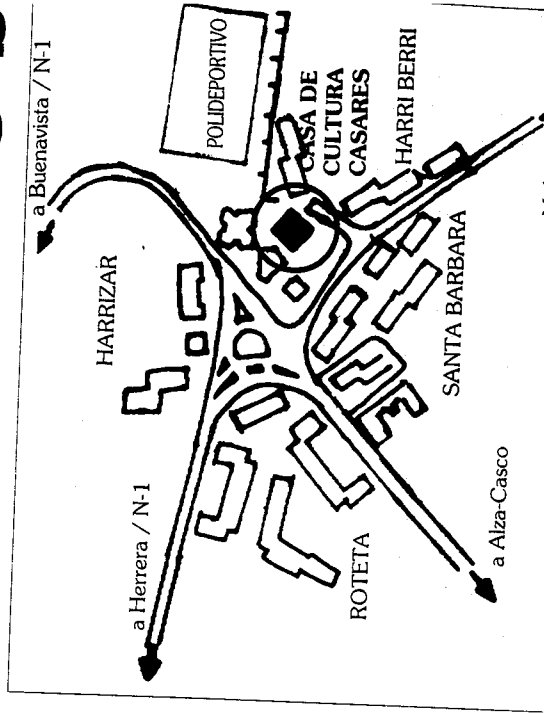 a Buenavista / N-1
POLIDEPORTIVO
CASA DE
CULTURA
CASARES
HARRI BERRI
HARRIZAR
SANTA BARBARA
a Herrera / N-1
ROTETA
a Alza-Casco